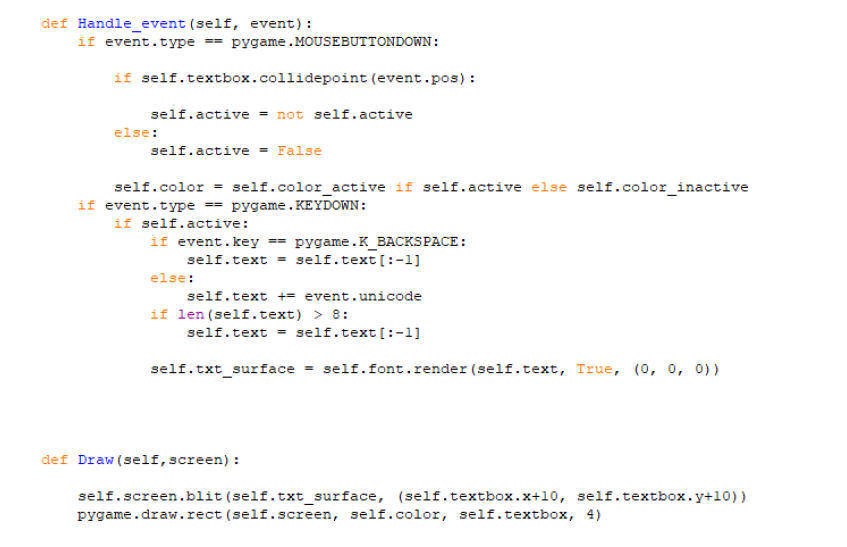 def Handle_event(self, event):
    if event.type == pygame.MOUSEBUTTONDOWN:
        if self.textbox.collidepoint(event.pos):
            self.active = not self.active
        else:
            self.active = False
        self.color = self.color_active if self.active else self.color_inactive
    if event.type == pygame.KEYDOWN:
        if self.active:
            if event.key == pygame.K_BACKSPACE:
                self.text = self.text[:-1]
            else:
                self.text += event.unicode
            if len(self.text) > 8:
                self.text = self.text[:-1]
            self.txt_surface = self.font.render(self.text, True, (0, 0, 0))
def Draw(self,screen):
    self.screen.blit(self.txt_surface, (self.textbox.x+10, self.textbox.y+10))
    pygame.draw.rect(self.screen, self.color, self.textbox, 4)